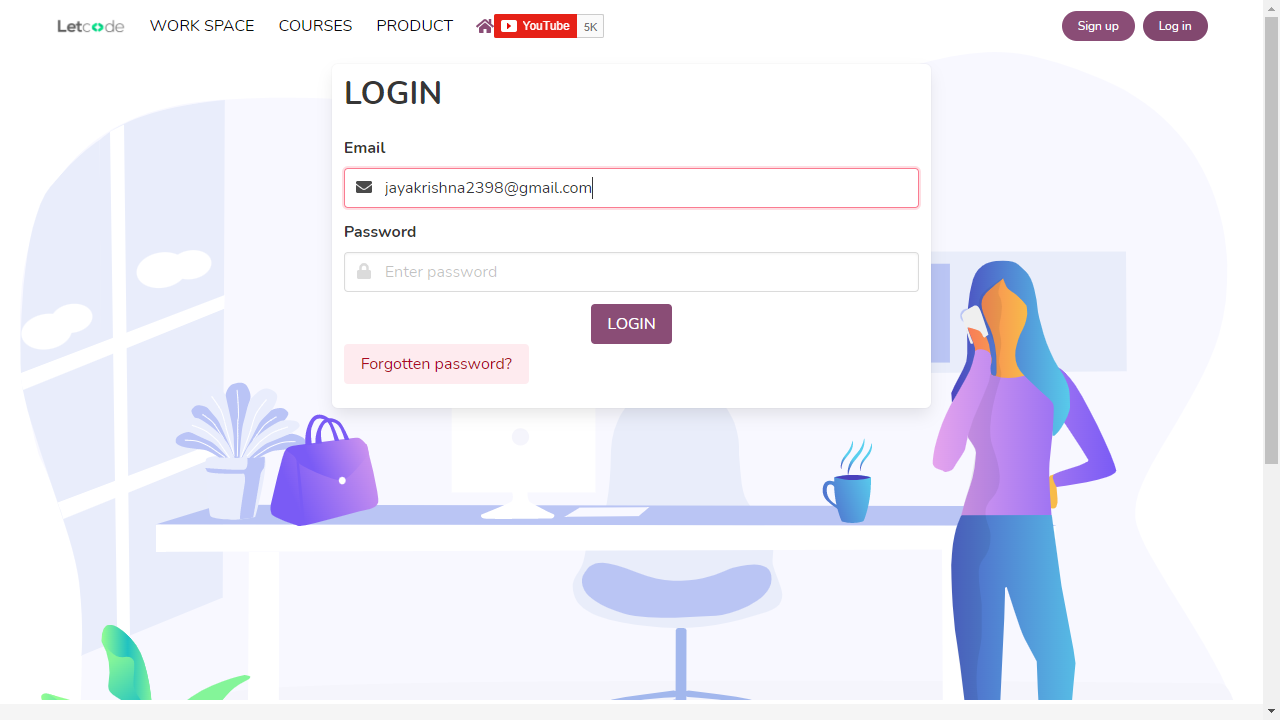 Letcode WORK SPACE COURSES PRODUCT YouTube 5K Sign up Log in
LOGIN
Email
jayakrishna2398@gmail.com
Password
Enter password
LOGIN
Forgotten password?